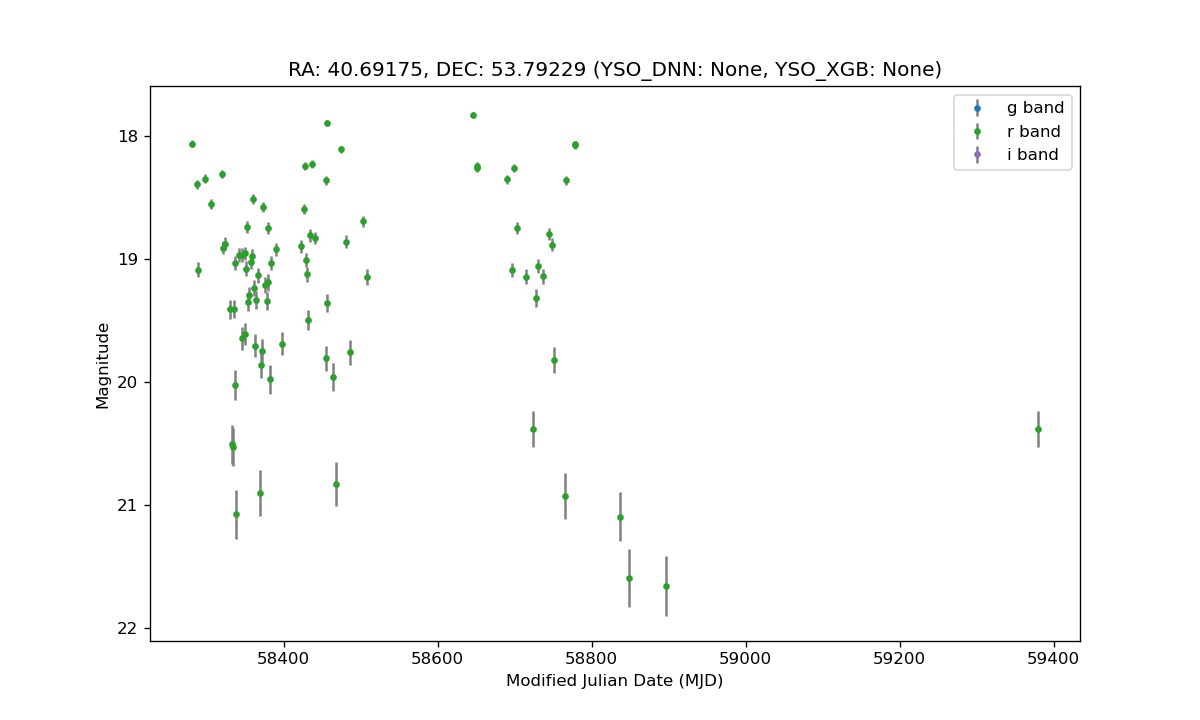 RA: 40.69175, DEC: 53.79229 (YSO_DNN: None, YSO_XGB: None)
g band
r band
i band
18
19
20
21
22
Magnitude
58400
58600
58800
59000
59200
59400
Modified Julian Date (MJD)